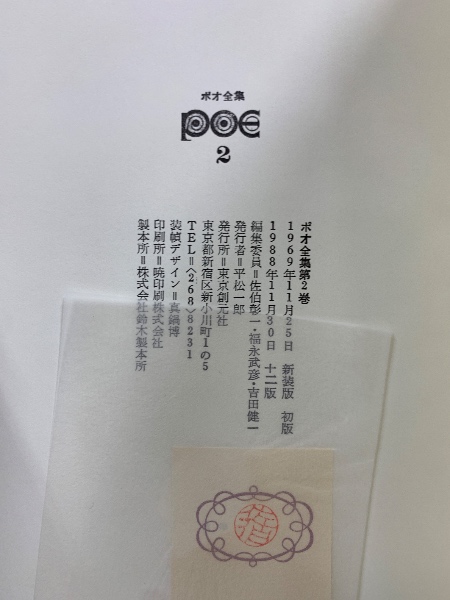 ポオ全集
poe
2
ポオ全集第2巻
1969年11月25日 新装版 初版
1988年11月30日 十二版
編集委員=佐伯彰一・福永武彦・吉田健一
発行者=平松一郎
発行所=東京創元社
東京都新宿区新小川町1の5
TEL=〈268〉8231
装幀デザイン=真鍋博
印刷所=暁印刷株式会社
製本所=株式会社鈴木製本所